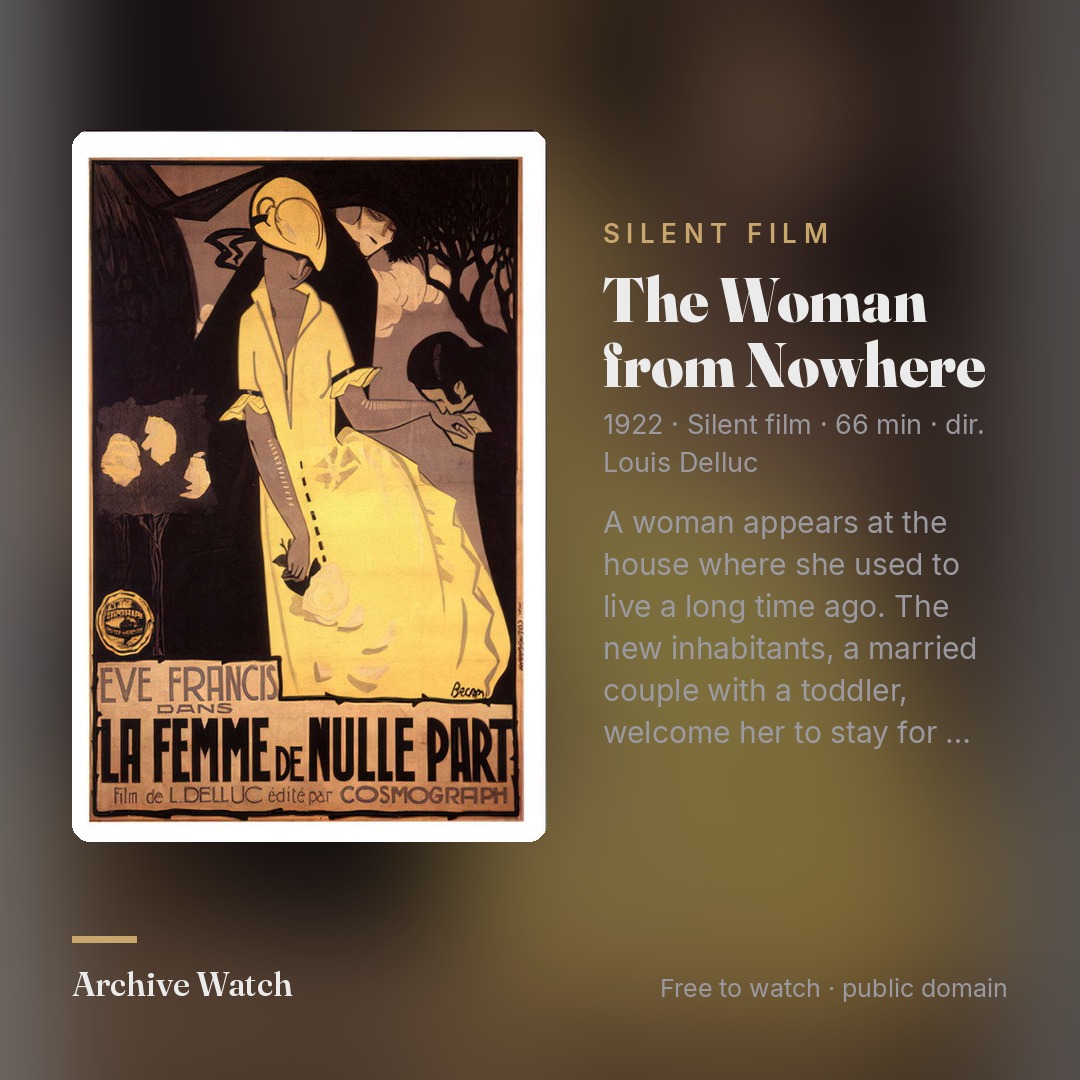 EVE FRANCIS
DANS
LA FEMME DE NULLE PART
Film de L. DELLUC édité par COSMOGRAPH
Becan
SILENT FILM
The Woman
from Nowhere
1922 · Silent film · 66 min · dir.
Louis Delluc
A woman appears at the
house where she used to
live a long time ago. The
new inhabitants, a married
couple with a toddler,
welcome her to stay for ...
Archive Watch
Free to watch · public domain